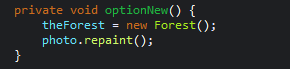 private void optionNew() {
    theForest = new Forest();
    photo.repaint();
}